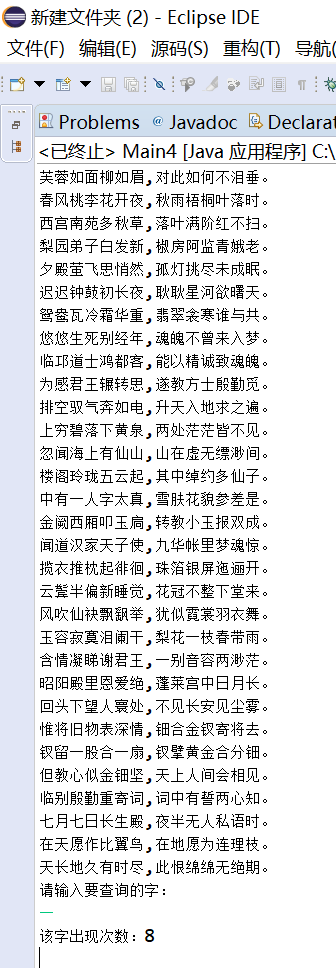 新建文件夹 (2) - Eclipse IDE
文件(F) 编辑(E) 源码(S) 重构(T) 导航(
Problems @ Javadoc Declarat
<已终止> Main4 [Java 应用程序] C:\
芙蓉如面柳如眉,对此如何不泪垂。
春风桃李花开夜,秋雨梧桐叶落时。
西宫南苑多秋草,落叶满阶红不扫。
梨园弟子白发新,椒房阿监青娥老。
夕殿萤飞思悄然,孤灯挑尽未成眠。
迟迟钟鼓初长夜,耿耿星河欲曙天。
鸳鸯瓦冷霜华重,翡翠衾寒谁与共。
悠悠生死别经年,魂魄不曾来入梦。
临邛道士鸿都客,能以精诚致魂魄。
为感君王辗转思,遂教方士殷勤觅。
排空驭气奔如电,升天入地求之遍。
上穷碧落下黄泉,两处茫茫皆不见。
忽闻海上有仙山,山在虚无缥渺间。
楼阁玲珑五云起,其中绰约多仙子。
中有一人字太真,雪肤花貌参差是。
金阙西厢叩玉扃,转教小玉报双成。
闻道汉家天子使,九华帐里梦魂惊。
揽衣推枕起徘徊,珠箔银屏迤逦开。
云鬓半偏新睡觉,花冠不整下堂来。
风吹仙袂飘飖举,犹似霓裳羽衣舞。
玉容寂寞泪阑干,梨花一枝春带雨。
含情凝睇谢君王,一别音容两渺茫。
昭阳殿里恩爱绝,蓬莱宫中日月长。
回头下望人寰处,不见长安见尘雾。
惟将旧物表深情,钿合金钗寄将去。
钗留一股合一扇,钗擘黄金合分钿。
但教心似金钿坚,天上人间会相见。
临别殷勤重寄词,词中有誓两心知。
七月七日长生殿,夜半无人私语时。
在天愿作比翼鸟,在地愿为连理枝。
天长地久有时尽,此恨绵绵无绝期。
请输入要查询的字:
一
该字出现次数:8